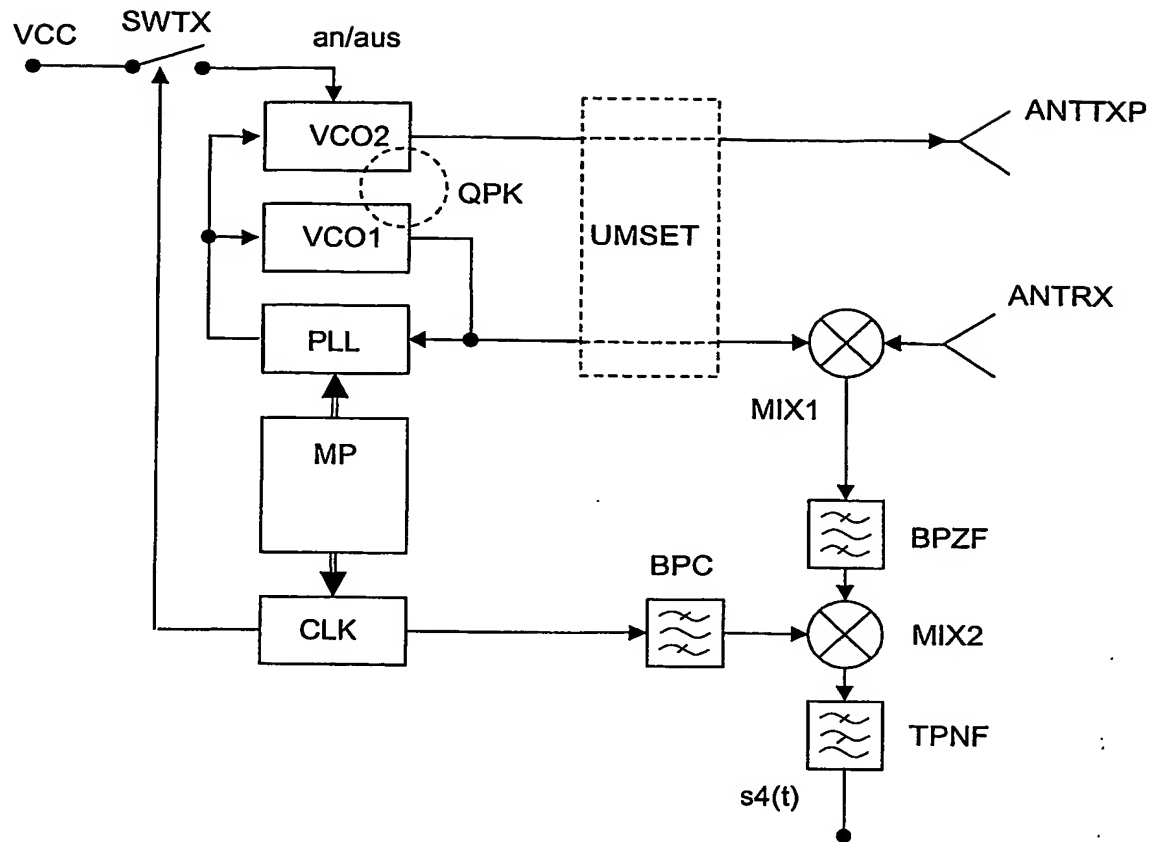 VCC
SWTX
an/aus
VCO2
ANTTXP
QPK
VCO1
UMSET
ANTRX
PLL
MIX1
MP
BPZF
BPC
CLK
MIX2
TPNF
s4(t)